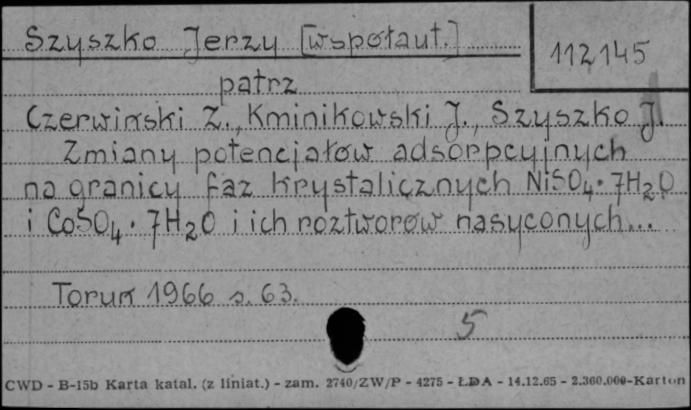 Szyszko Jerzy [współaut.]
112145
patrz
Czerwiński Z., Kminikowski J., Szyszko J.
Zmiany potencjałów adsorpcyjnych
na granicy faz krystalicznych NiSO₄·7H₂O
i CoSO₄·7H₂O i ich roztworów nasyconych...
Toruń 1966 s. 63.
5
CWD - B-15b Karta katal. (z liniat.) - zam. 2740/ZW/P - 4275 - ŁDA - 14.12.65 - 2.360.000-Karton